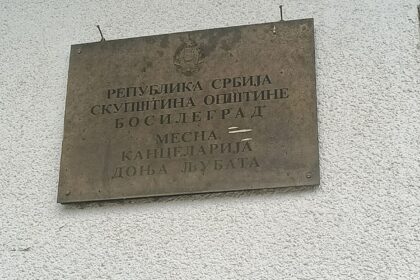 РЕПУБЛИКА СРБИЈА
СКУПШТИНА ОПШТИНЕ
БОСИЛЕГРАД
МЕСНА
КАНЦЕЛАРИЈА
ДОЊА ЉУБАТА